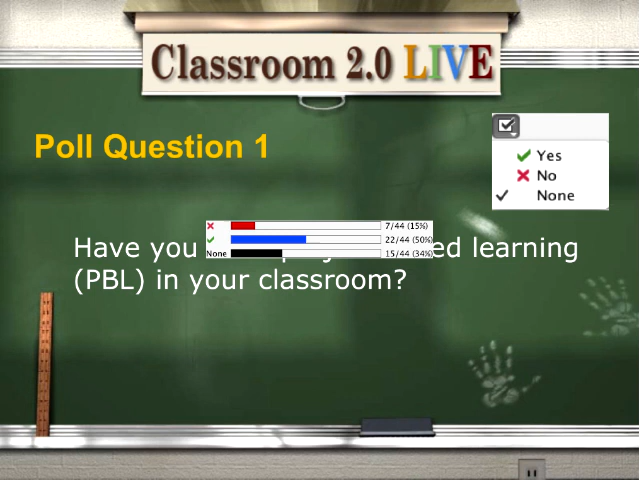 Classroom 2.0 LIVE
Poll Question 1
Yes
No
None
7/44 (15%)
22/44 (50%)
None 15/44 (34%)
Have you ed learning
(PBL) in your classroom?